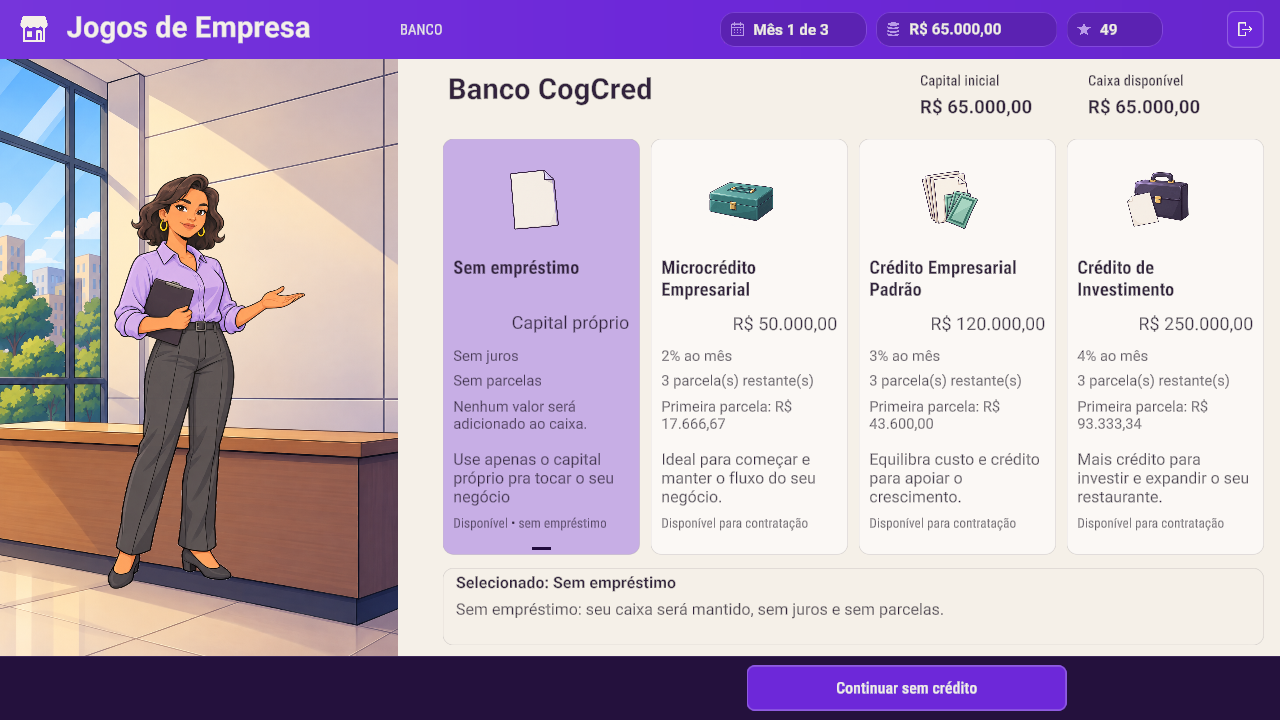 Jogos de Empresa
BANCO
Mês 1 de 3
R$ 65.000,00
49
Banco CogCred
Capital inicial
R$ 65.000,00
Caixa disponível
R$ 65.000,00
Sem empréstimo
Capital próprio
Sem juros
Sem parcelas
Nenhum valor será
adicionado ao caixa.
Use apenas o capital
próprio pra tocar o seu
negócio
Disponível • sem empréstimo
Microcrédito
Empresarial
R$ 50.000,00
2% ao mês
3 parcela(s) restante(s)
Primeira parcela: R$
17.666,67
Ideal para começar e
manter o fluxo do seu
negócio.
Disponível para contratação
Crédito Empresarial
Padrão
R$ 120.000,00
3% ao mês
3 parcela(s) restante(s)
Primeira parcela: R$
43.600,00
Equilibra custo e crédito
para apoiar o
crescimento.
Disponível para contratação
Crédito de
Investimento
R$ 250.000,00
4% ao mês
3 parcela(s) restante(s)
Primeira parcela: R$
93.333,34
Mais crédito para
investir e expandir o seu
restaurante.
Disponível para contratação
Selecionado: Sem empréstimo
Sem empréstimo: seu caixa será mantido, sem juros e sem parcelas.
Continuar sem crédito